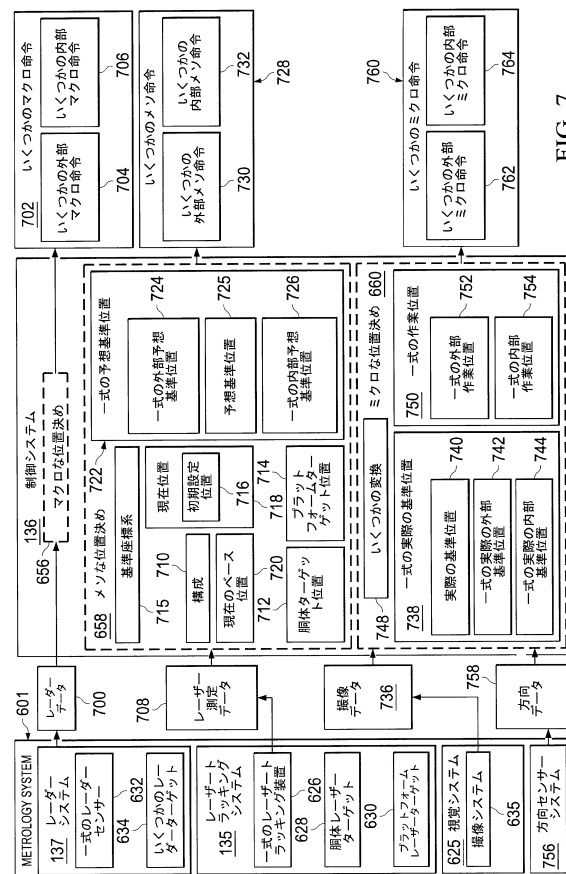 METROLOGY SYSTEM
601
137 レーダー
システム
一式のレーダー
センサー
632
634
いくつかのレー
ダーターゲット
135 レーザート
ラッキング
システム
一式のレーザート
ラッキング装置
626
628
胴体レーザー
ターゲット
630
プラットフォーム
レーザーターゲット
625 視覚システム
撮像システム
635
756 方向センサーシ
ステム
レーダー
データ
700
708
レーザー測定
データ
撮像
データ
736
758
方向
データ
制御システム
136
656
マクロな位置決め
658 メソな位置決め
715
基準座標系
710
構成
720
現在のベース
位置
712
胴体ターゲッ
ト位置
現在位置
初期設定
位置
716
718
714
プラット
フォームター
ゲット位置
722
一式の予想基準位置
一式の外部予想
基準位置
724
予想基準位置
725
一式の内部予想
基準位置
726
ミクロな位置決め 660
748
いくつかの変換
738
一式の実際の基準位置
実際の基準位置
740
一式の実際の外部
基準位置
742
一式の実際の内部
基準位置
744
750
一式の作業位置
一式の外部
作業位置
752
一式の内部
作業位置
754
702 いくつかのマクロ命令
いくつかの外部
マクロ命令
704
いくつかの内部
マクロ命令
706
いくつかのメソ命令
728
いくつかの
外部メソ命令
730
いくつかの
内部メソ命令
732
760
いくつかのミクロ命令
いくつかの外部
ミクロ命令
762
いくつかの内部
ミクロ命令
764
FIG. 7